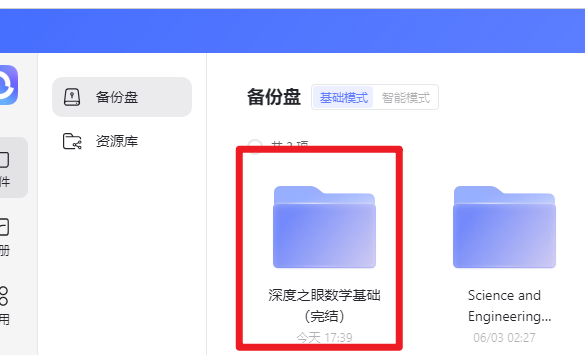 备份盘
资源库
件
册
用
备份盘
基础模式 智能模式
共 2 项
深度之眼数学基础
（完结）
今天 17:39
Science and
Engineering...
06/03 02:27